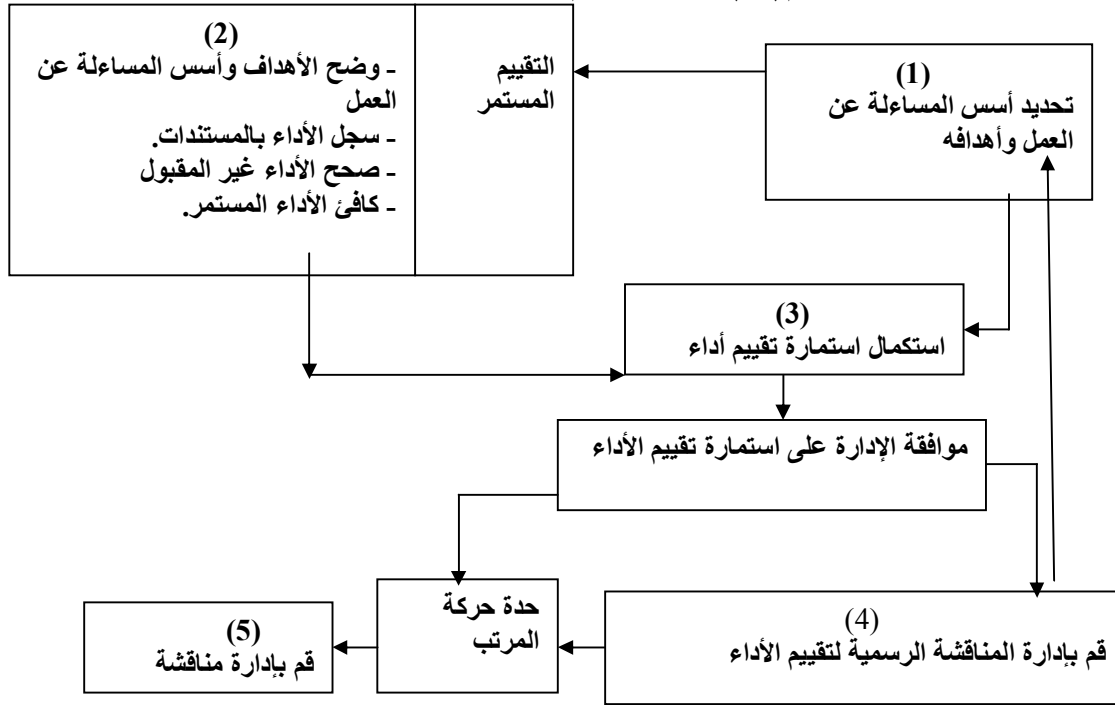 (1)
تحديد أسس المساءلة عن
العمل وأهدافه
التقييم
المستمر
(2)
- وضح الأهداف وأسس المساءلة عن
العمل
- سجل الأداء بالمستندات.
- صحح الأداء غير المقبول
- كافئ الأداء المستمر.
(3)
استكمال استمارة تقييم أداء
موافقة الإدارة على استمارة تقييم الأداء
(4)
قم بإدارة المناقشة الرسمية لتقييم الأداء
حدة حركة
المرتب
(5)
قم بإدارة مناقشة